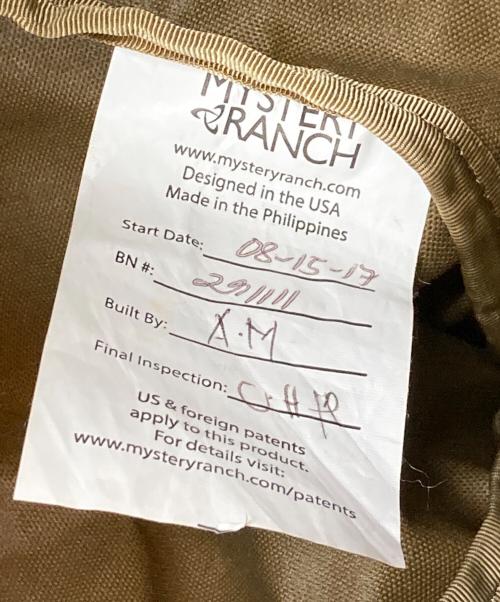 MYSTERY
RANCH
www.mysteryranch.com
Designed in the USA
Made in the Philippines
Start Date: 08-15-17
BN #: 291111
Built By: A.M
Final Inspection:
US & foreign patents
apply to this product.
For details visit:
www.mysteryranch.com/patents